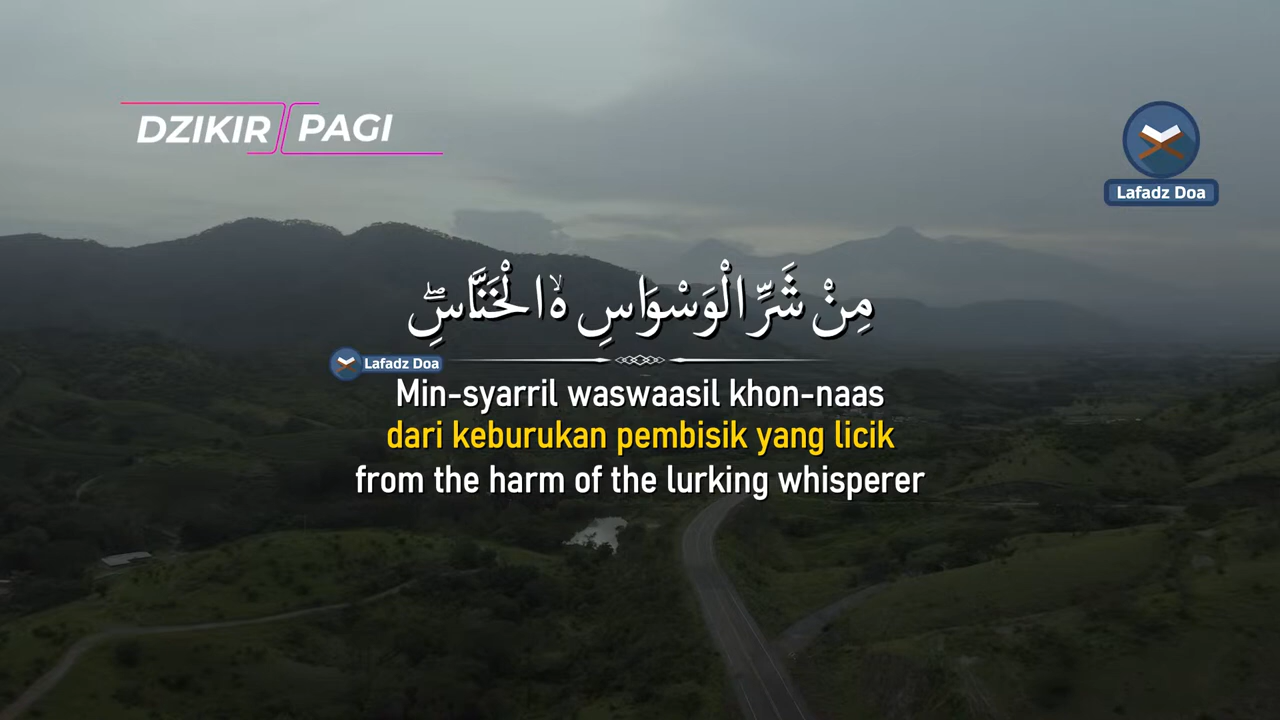 DZIKIR PAGI
Lafadz Doa
مِنْ شَرِّ الْوَسْوَاسِ ەۙ الْخَنَّاسِۖ
Lafadz Doa
Min-syarril waswaasil khon-naas
dari keburukan pembisik yang licik
from the harm of the lurking whisperer